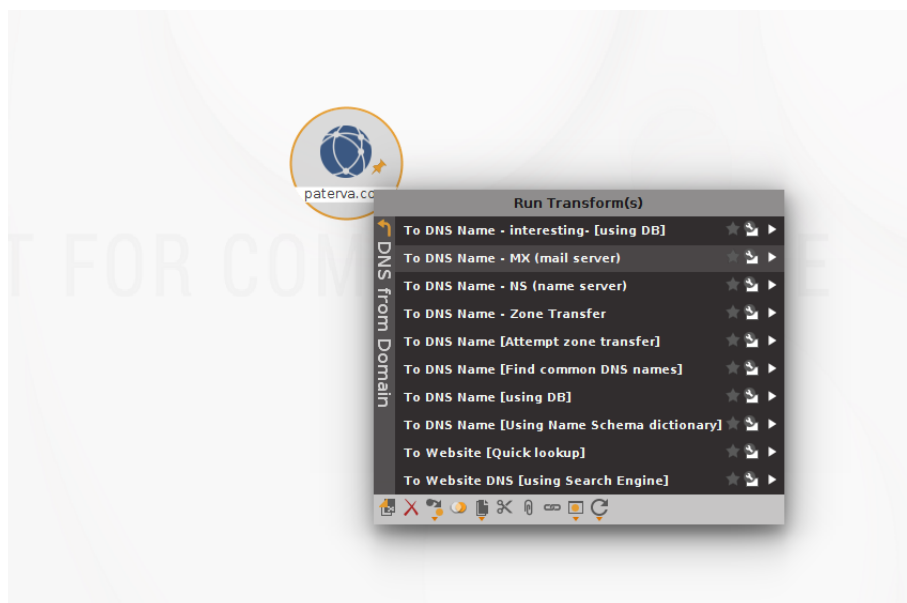 paterva.co
Run Transform(s)
DNS from Domain
To DNS Name - interesting- [using DB]
To DNS Name - MX (mail server)
To DNS Name - NS (name server)
To DNS Name - Zone Transfer
To DNS Name [Attempt zone transfer]
To DNS Name [Find common DNS names]
To DNS Name [using DB]
To DNS Name [Using Name Schema dictionary]
To Website [Quick lookup]
To Website DNS [using Search Engine]
T FOR COM E